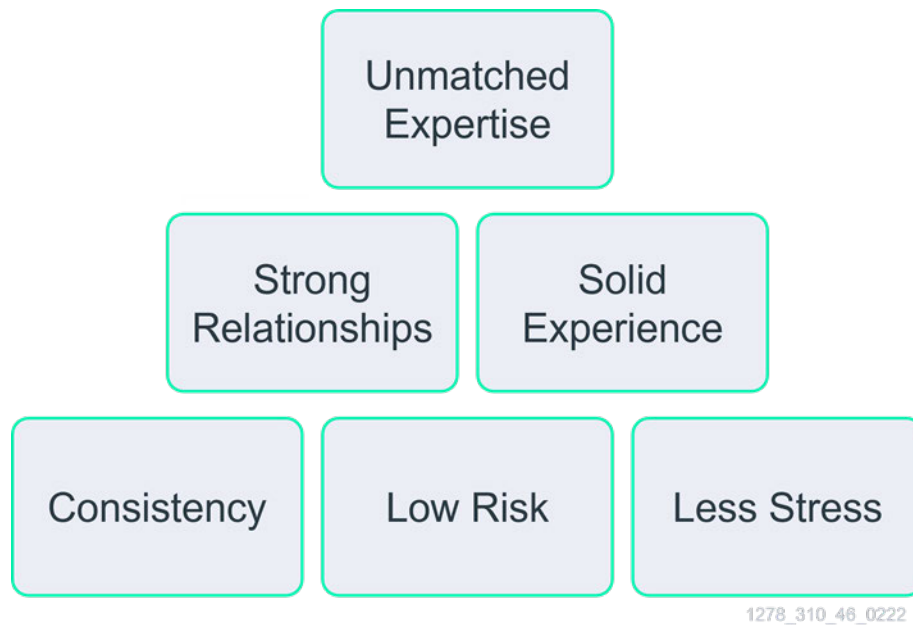 Unmatched
Expertise
Strong
Relationships
Solid
Experience
Consistency
Low Risk
Less Stress
1278_310_46_0222